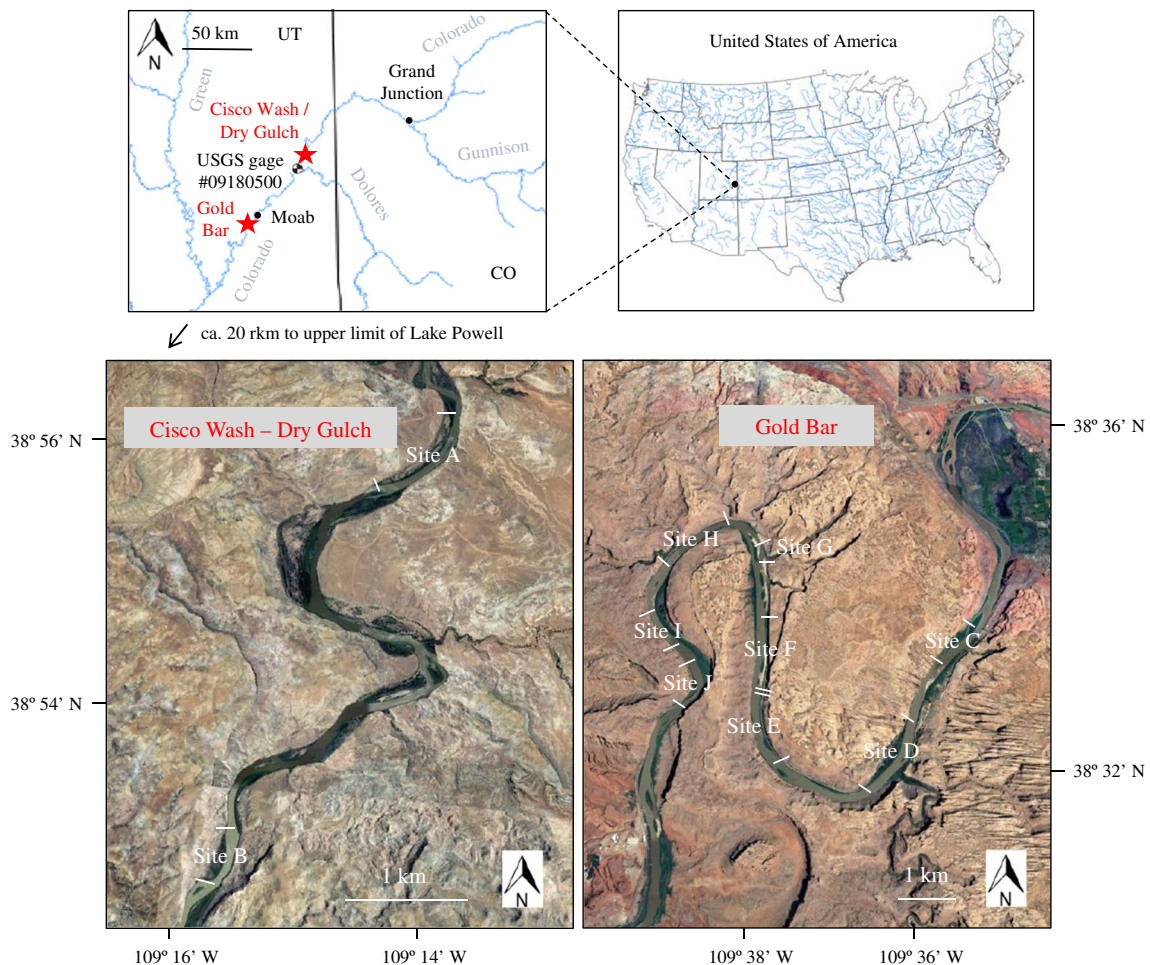 50 km
UT
N
Green
Colorado
Grand
Junction
Cisco Wash /
Dry Gulch
USGS gage
#09180500
Gunnison
Dolores
Gold
Bar
Moab
Colorado
CO
United States of America
ca. 20 rkm to upper limit of Lake Powell
Cisco Wash – Dry Gulch
38º 56’ N
Site A
38º 54’ N
Site B
1 km
N
109º 16’ W
109º 14’ W
Gold Bar
38º 36’ N
Site H
Site G
Site I
Site F
Site C
Site J
Site E
Site D
38º 32’ N
1 km
N
109º 38’ W
109º 36’ W